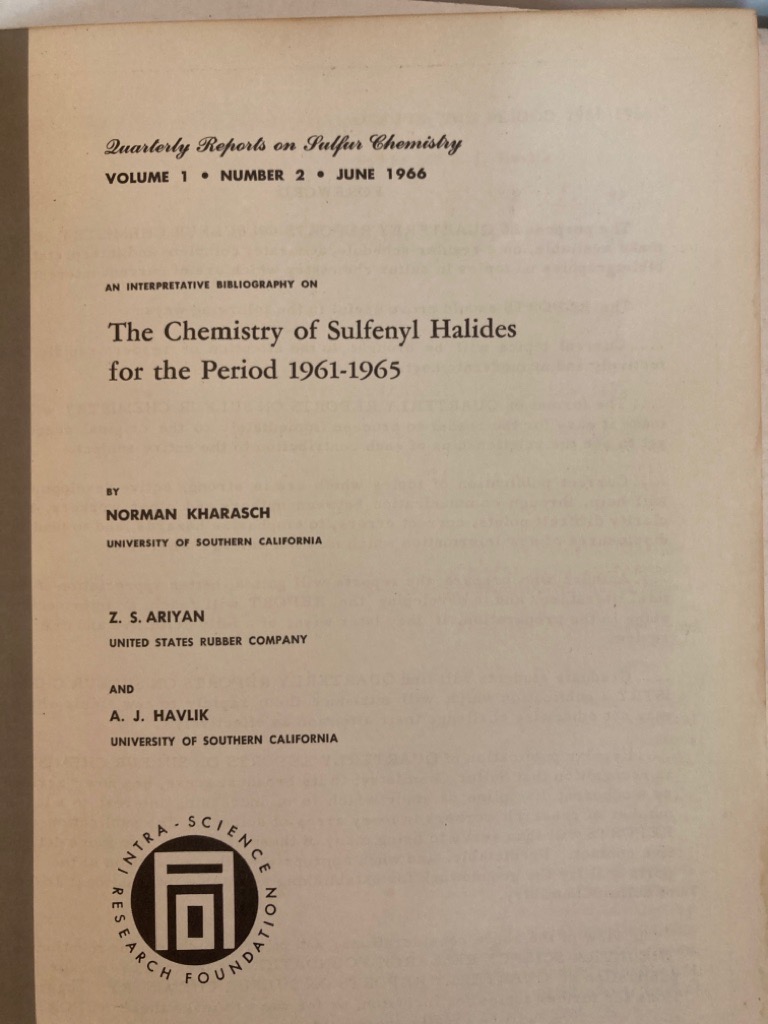 Quarterly Reports on Sulfur Chemistry
VOLUME 1 • NUMBER 2 • JUNE 1966
AN INTERPRETATIVE BIBLIOGRAPHY ON
The Chemistry of Sulfenyl Halides
for the Period 1961-1965
BY
NORMAN KHARASCH
UNIVERSITY OF SOUTHERN CALIFORNIA
Z. S. ARIYAN
UNITED STATES RUBBER COMPANY
AND
A. J. HAVLIK
UNIVERSITY OF SOUTHERN CALIFORNIA
INTRA-SCIENCE
RESEARCH FOUNDATION